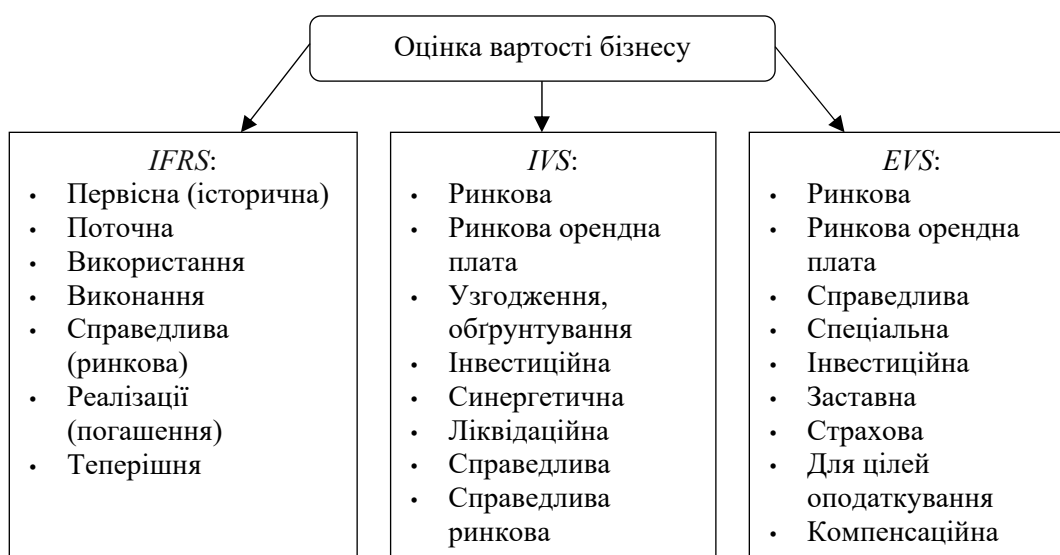 Оцінка вартості бізнесу
IFRS:
• Первісна (історична)
• Поточна
• Використання
• Виконання
• Справедлива
(ринкова)
• Реалізації
(погашення)
• Теперішня
IVS:
• Ринкова
• Ринкова орендна
плата
• Узгодження,
обґрунтування
• Інвестиційна
• Синергетична
• Ліквідаційна
• Справедлива
• Справедлива
ринкова
EVS:
• Ринкова
• Ринкова орендна
плата
• Справедлива
• Спеціальна
• Інвестиційна
• Заставна
• Страхова
• Для цілей
оподаткування
• Компенсаційна